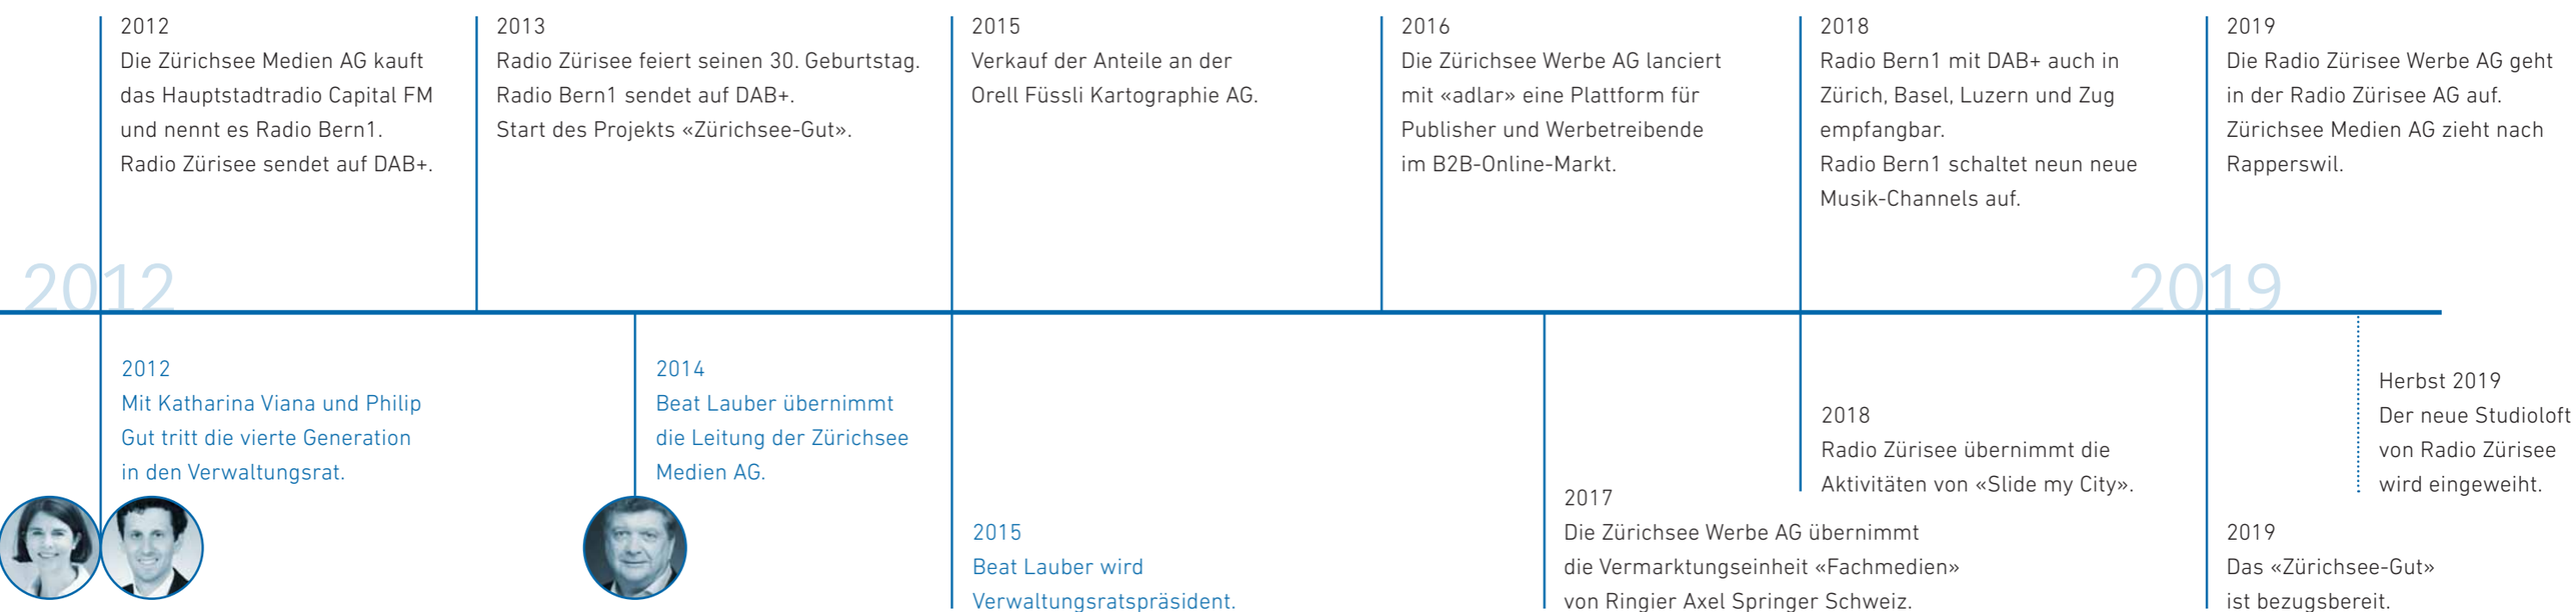 2012
Die Zürichsee Medien AG kauft
das Hauptstadtradio Capital FM
und nennt es Radio Bern1.
Radio Zürisee sendet auf DAB+.
2013
Radio Zürisee feiert seinen 30. Geburtstag.
Radio Bern1 sendet auf DAB+.
Start des Projekts «Zürichsee-Gut».
2015
Verkauf der Anteile an der
Orell Füssli Kartographie AG.
2016
Die Zürichsee Werbe AG lanciert
mit «adlar» eine Plattform für
Publisher und Werbetreibende
im B2B-Online-Markt.
2018
Radio Bern1 mit DAB+ auch in
Zürich, Basel, Luzern und Zug
empfangbar.
Radio Bern1 schaltet neun neue
Musik-Channels auf.
2019
Die Radio Zürisee Werbe AG geht
in der Radio Zürisee AG auf.
Zürichsee Medien AG zieht nach
Rapperswil.
2012
2019
2012
Mit Katharina Viana und Philip
Gut tritt die vierte Generation
in den Verwaltungsrat.
2014
Beat Lauber übernimmt
die Leitung der Zürichsee
Medien AG.
2015
Beat Lauber wird
Verwaltungsratspräsident.
2017
Die Zürichsee Werbe AG übernimmt
die Vermarktungseinheit «Fachmedien»
von Ringier Axel Springer Schweiz.
2018
Radio Zürisee übernimmt die
Aktivitäten von «Slide my City».
2019
Das «Zürichsee-Gut»
ist bezugsbereit.
Herbst 2019
Der neue Studioloft
von Radio Zürisee
wird eingeweiht.